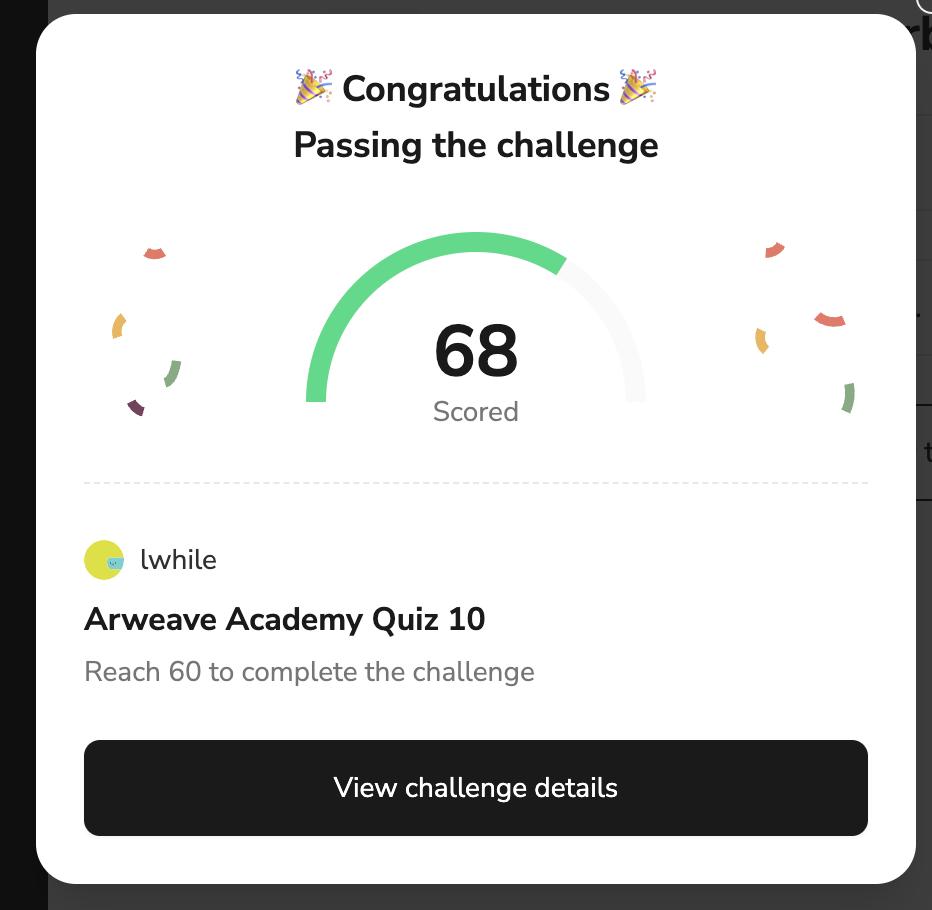 🎉 Congratulations 🎉
Passing the challenge
68
Scored
lwhile
Arweave Academy Quiz 10
Reach 60 to complete the challenge
View challenge details